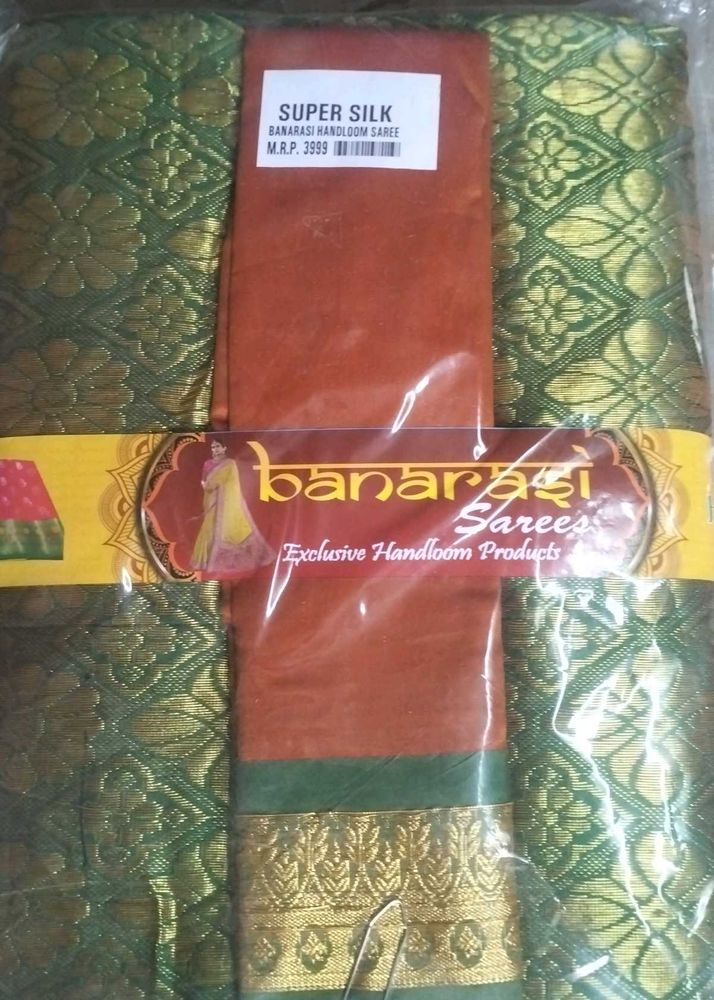 SUPER SILK
BANARASI HANDLOOM SAREE
M.R.P. 3999
banarasi
Sarees
Exclusive Handloom Products